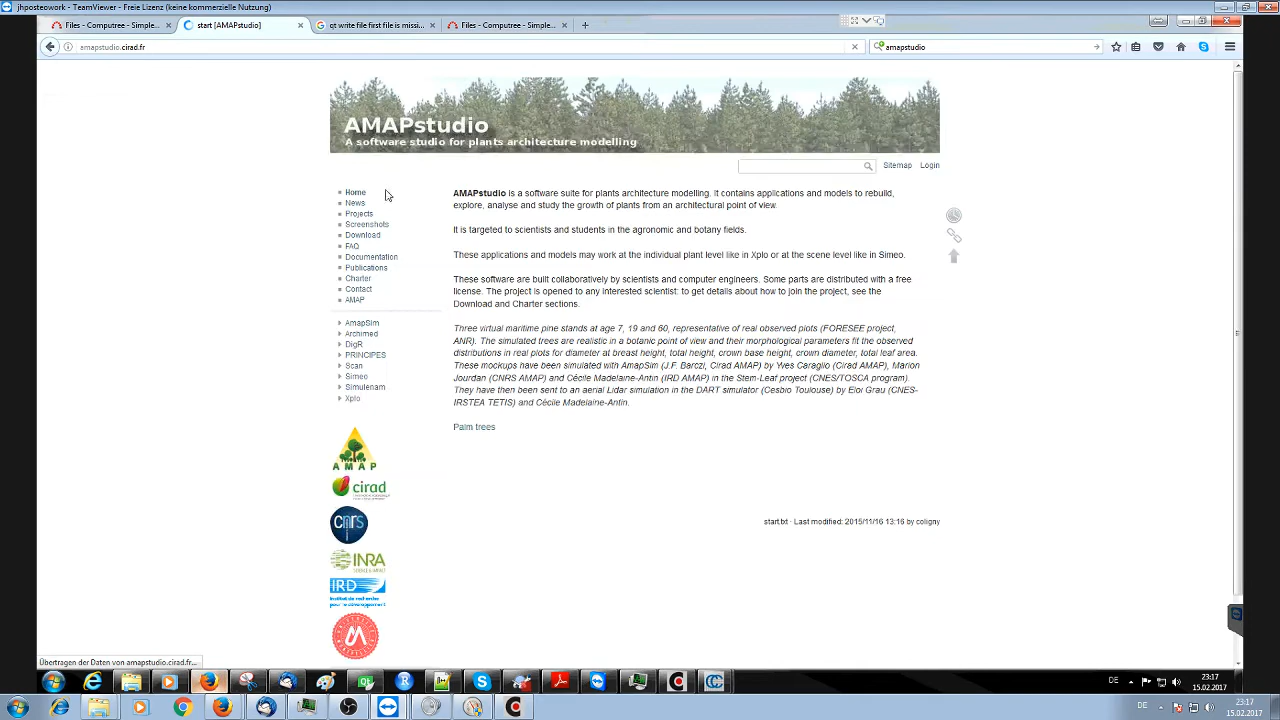 jhposteowork - TeamViewer - Freie Lizenz (keine kommerzielle Nutzung)
Files - Computree - Simple...
start [AMAPstudio]
qt write file first file is missi...
Files - Computree - Simple...
amapstudio.cirad.fr
amapstudio
AMAPstudio
A software studio for plants architecture modelling
Sitemap Login
Home
News
Projects
Screenshots
Download
FAQ
Documentation
Publications
Charter
Contact
AMAP
AmapSim
Archimed
DigR
PRINCIPES
Scan
Simeo
Simulenam
Xplo
AMAPstudio is a software suite for plants architecture modelling. It contains applications and models to rebuild,
explore, analyse and study the growth of plants from an architectural point of view.
It is targeted to scientists and students in the agronomic and botany fields.
These applications and models may work at the individual plant level like in Xplo or at the scene level like in Simeo.
These software are built collaboratively by scientists and computer engineers. Some parts are distributed with a free
license. The project is opened to any interested scientist: to get details about how to join the project, see the
Download and Charter sections.
Three virtual maritime pine stands at age 7, 19 and 60, representative of real observed plots (FORESEE project,
ANR). The simulated trees are realistic in a botanic point of view and their morphological parameters fit the observed
distributions in real plots for diameter at breast height, total height, crown base height, crown diameter, total leaf area.
These mockups have been simulated with AmapSim (J.F. Barczi, Cirad AMAP) by Yves Caraglio (Cirad AMAP), Marion
Jourdan (CNRS AMAP) and Cécile Madelaine-Antin (IRD AMAP) in the Stem-Leaf project (CNES/TOSCA program).
They have then been sent to an aerial Lidar simulation in the DART simulator (Cesbio Toulouse) by Eloi Grau (CNES-
IRSTEA TETIS) and Cécile Madelaine-Antin.
Palm trees
start.txt · Last modified: 2015/11/16 13:16 by coligny
AMAP
cirad
cnrs
INRA
SCIENCE & IMPACT
IRD
Institut de recherche
pour le développement
Übertragen der Daten von amapstudio.cirad.fr...
DE
23:17
15.02.2017
DE
23:17
15.02.2017